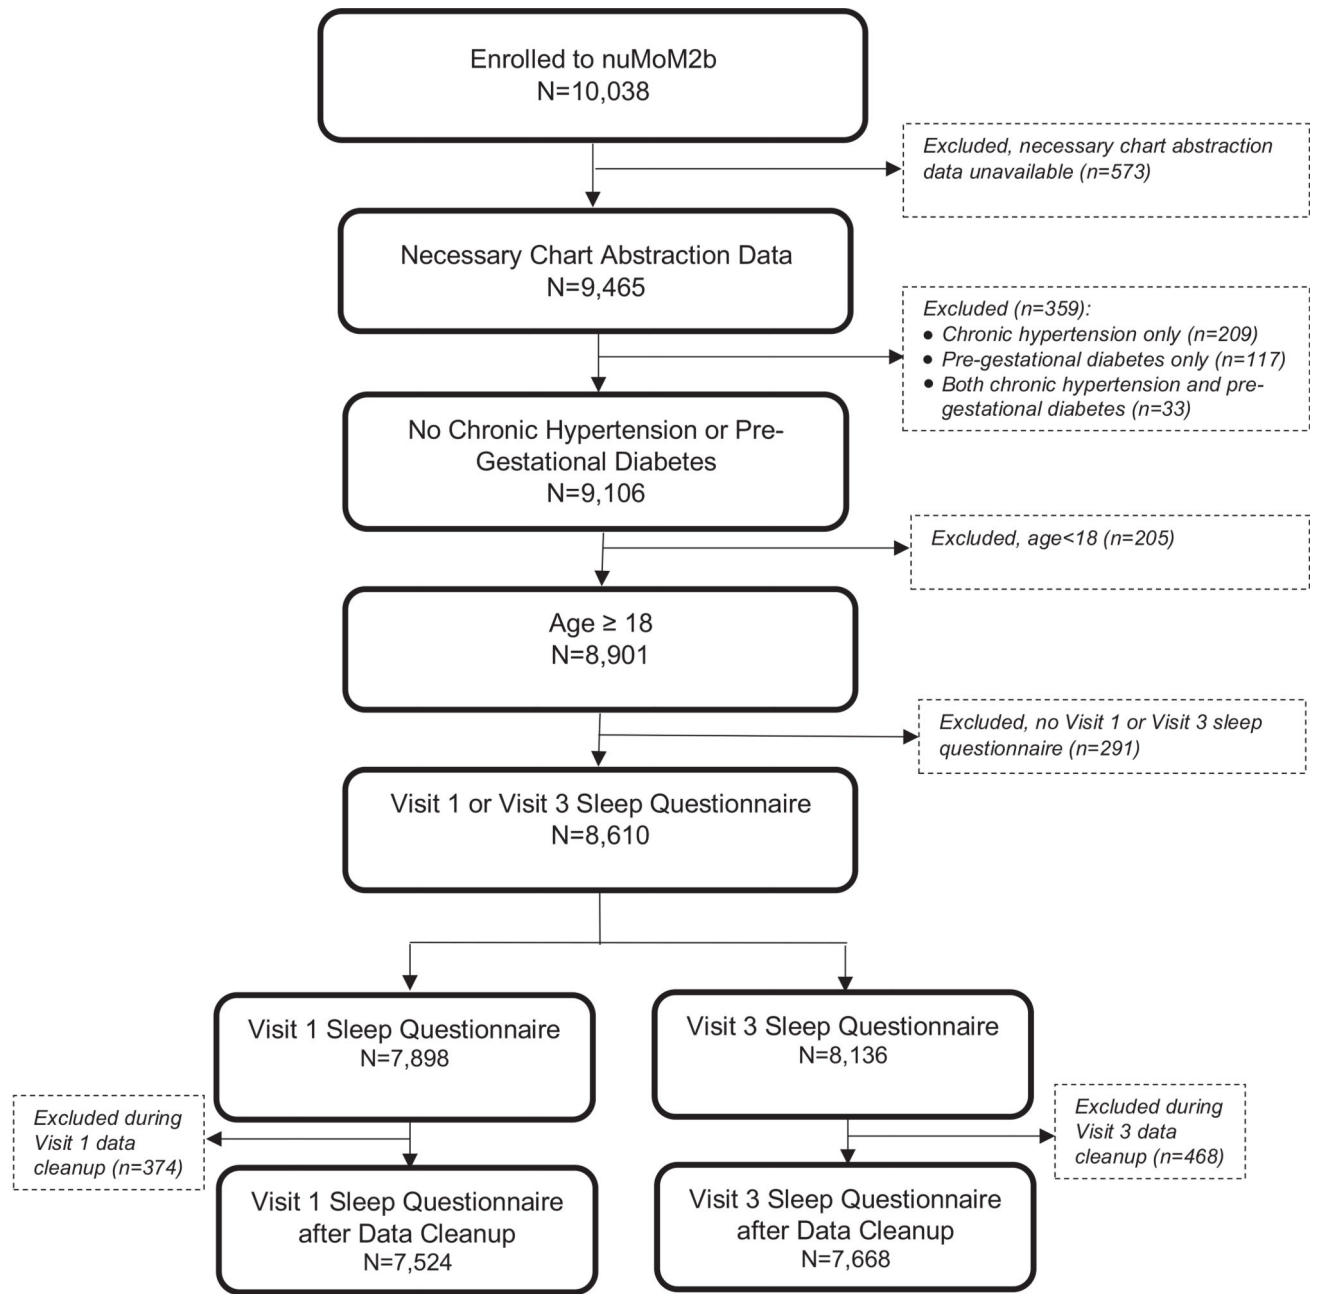 Enrolled to nuMoM2b
N=10,038
Excluded, necessary chart abstraction
data unavailable (n=573)
Necessary Chart Abstraction Data
N=9,465
Excluded (n=359):
● Chronic hypertension only (n=209)
● Pre-gestational diabetes only (n=117)
● Both chronic hypertension and pre-
gestational diabetes (n=33)
No Chronic Hypertension or Pre-
Gestational Diabetes
N=9,106
Excluded, age<18 (n=205)
Age ≥ 18
N=8,901
Excluded, no Visit 1 or Visit 3 sleep
questionnaire (n=291)
Visit 1 or Visit 3 Sleep Questionnaire
N=8,610
Visit 1 Sleep Questionnaire
N=7,898
Visit 3 Sleep Questionnaire
N=8,136
Excluded during
Visit 1 data
cleanup (n=374)
Excluded during
Visit 3 data
cleanup (n=468)
Visit 1 Sleep Questionnaire
after Data Cleanup
N=7,524
Visit 3 Sleep Questionnaire
after Data Cleanup
N=7,668